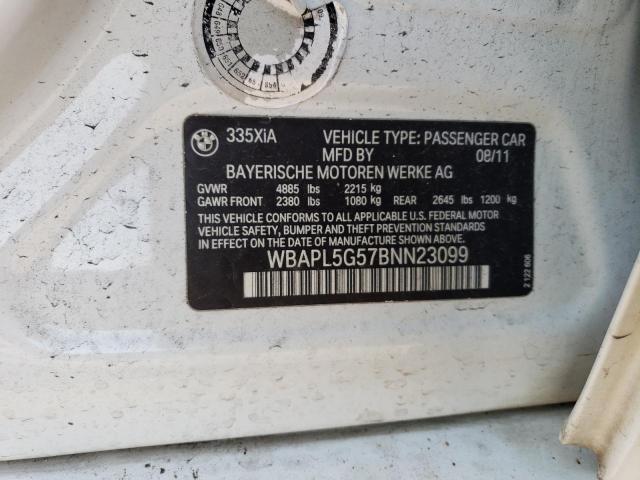 BMW
335XiA VEHICLE TYPE: PASSENGER CAR
MFD BY 08/11
BAYERISCHE MOTOREN WERKE AG
GVWR 4885 lbs 2215 kg
GAWR FRONT 2380 lbs 1080 kg REAR 2645 lbs 1200 kg
THIS VEHICLE CONFORMS TO ALL APPLICABLE U.S. FEDERAL MOTOR
VEHICLE SAFETY, BUMPER AND THEFT PREVENTION STANDARDS
IN EFFECT ON THE DATE OF MANUFACTURE SHOWN ABOVE.
WBAPL5G57BNN23099
2 122 606